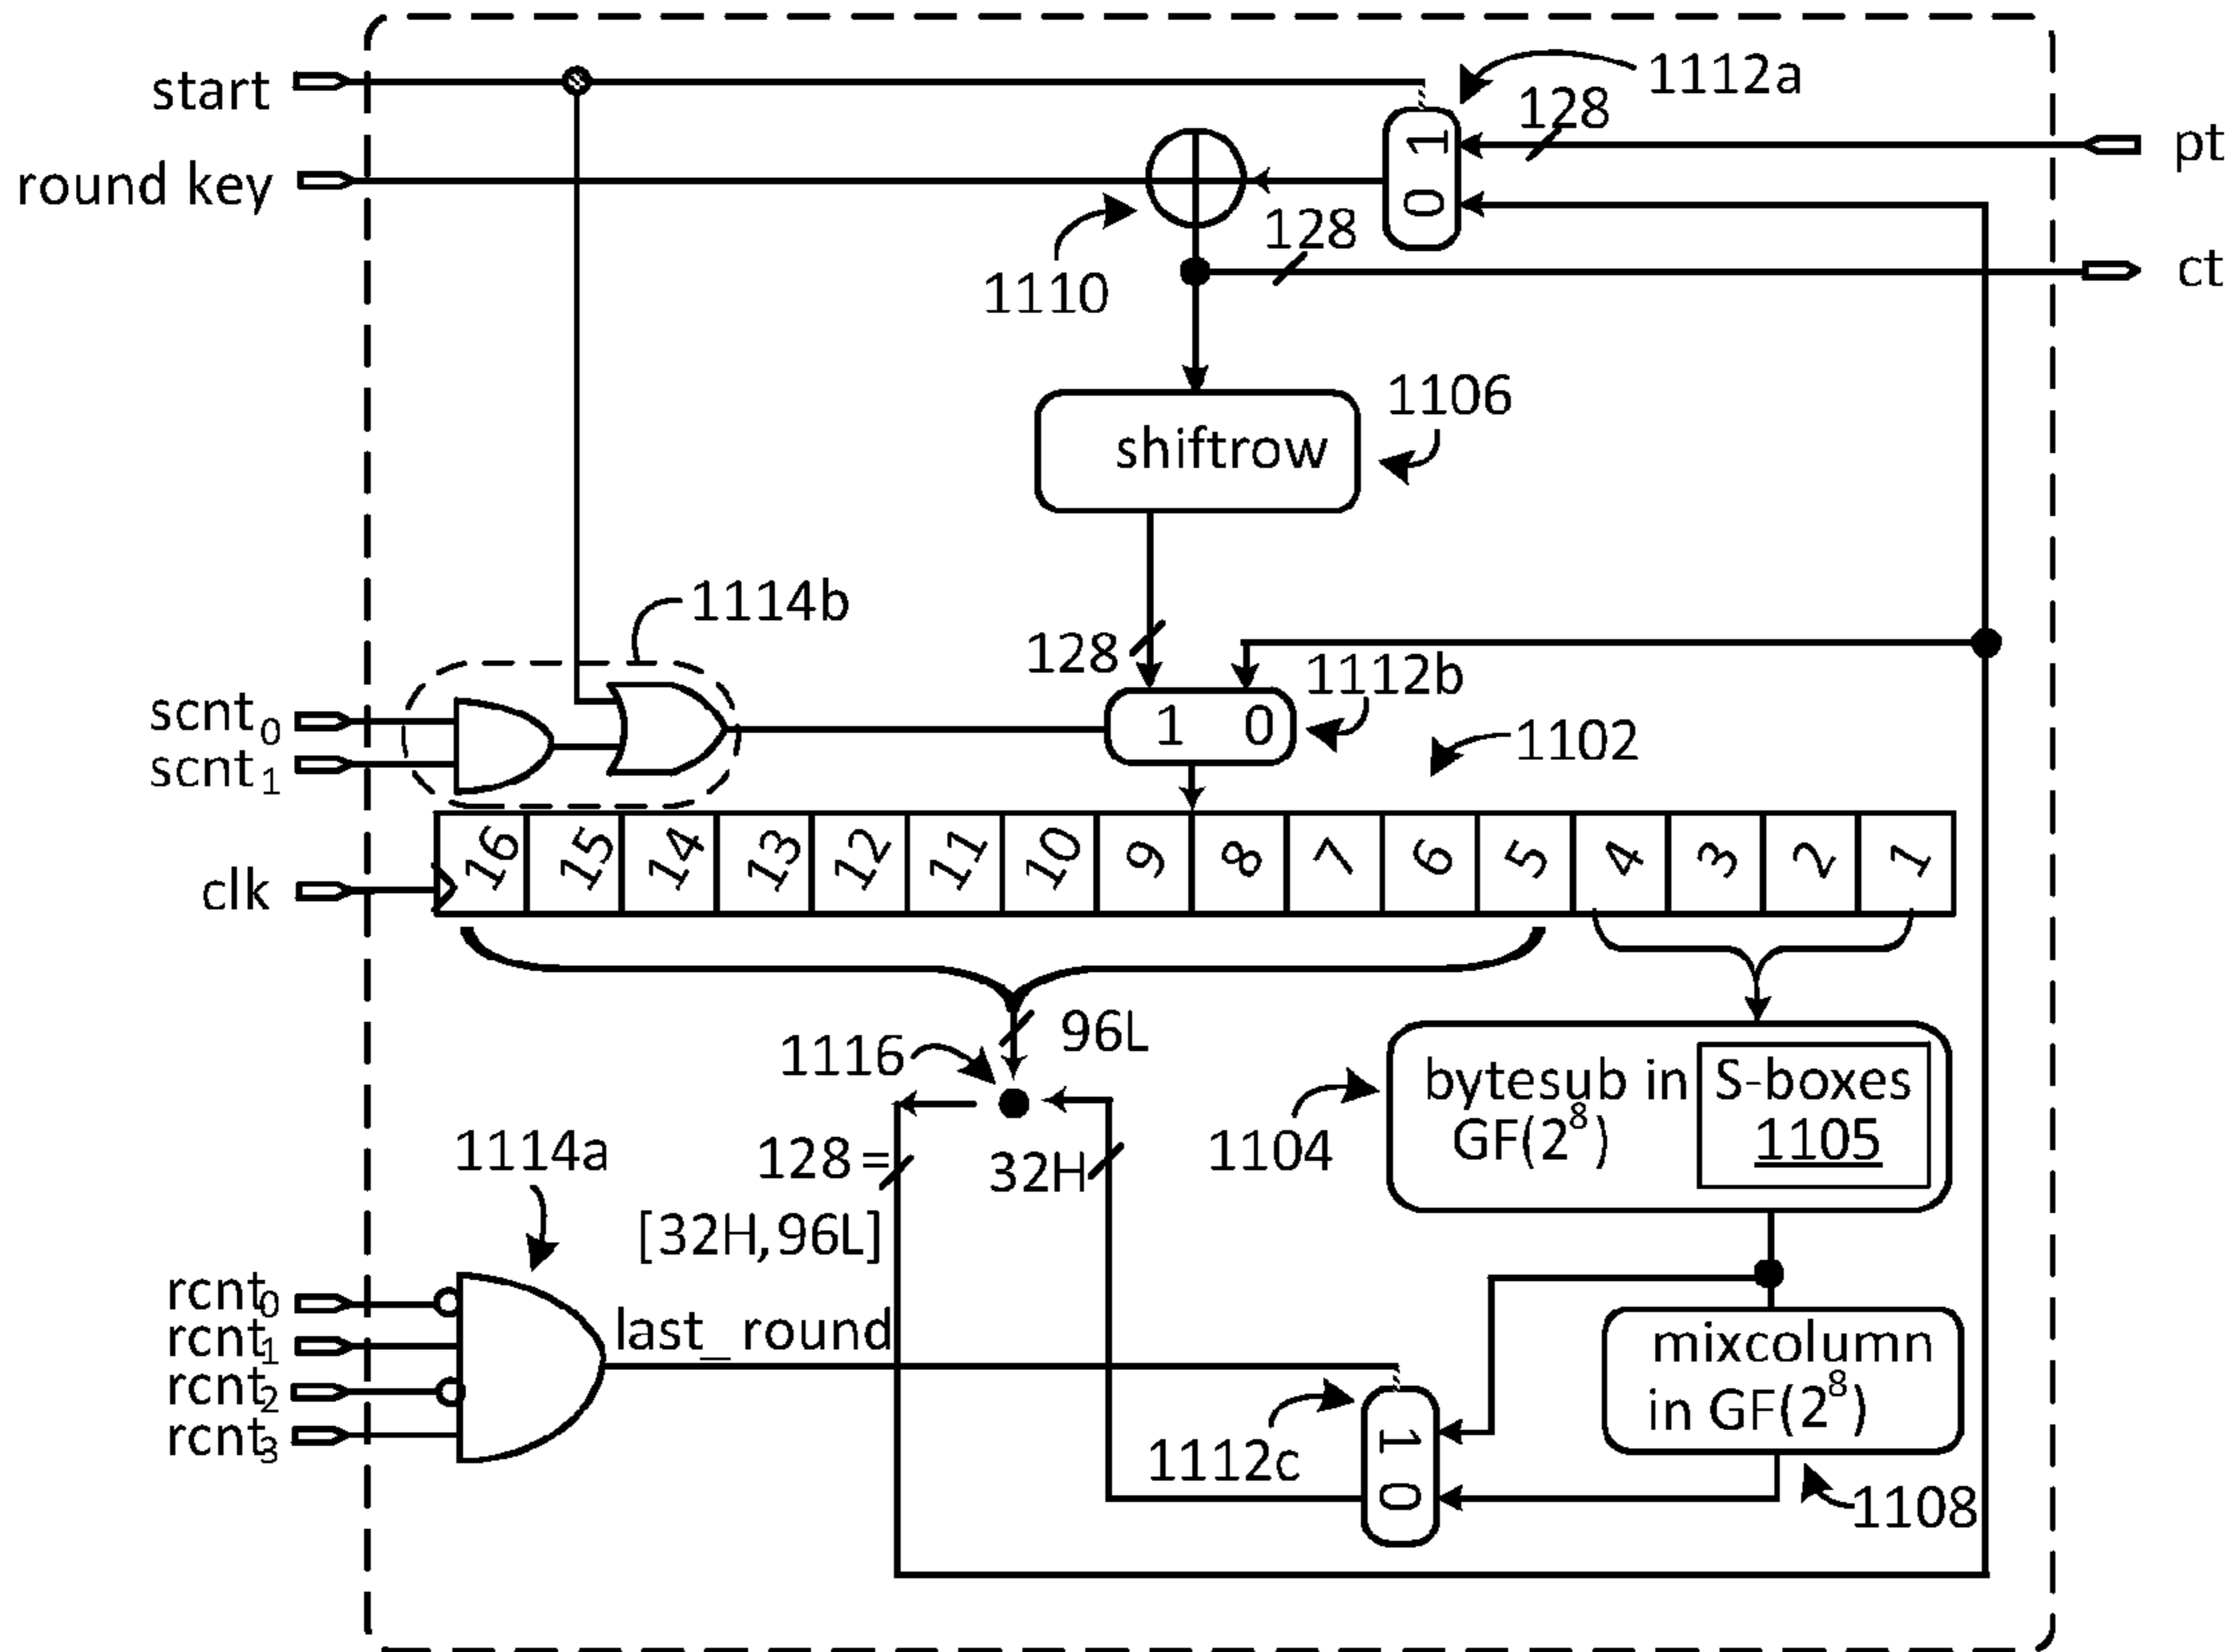 start
1112a
128
pt
round key
1 0
128
ct
1110
1106
shiftrow
1114b
128
1112b
scnt0
1 0
1102
scnt1
16 15 14 13 12 11 10 9 8 7 6 5 4 3 2 1
clk
1116
96L
bytesub in
GF(2^8)
S-boxes
1105
1104
1114a
128 =
32H
[32H,96L]
rcnt0
rcnt1
rcnt2
rcnt3
last_round
mixcolumn
in GF(2^8)
1 0
1112c
1108